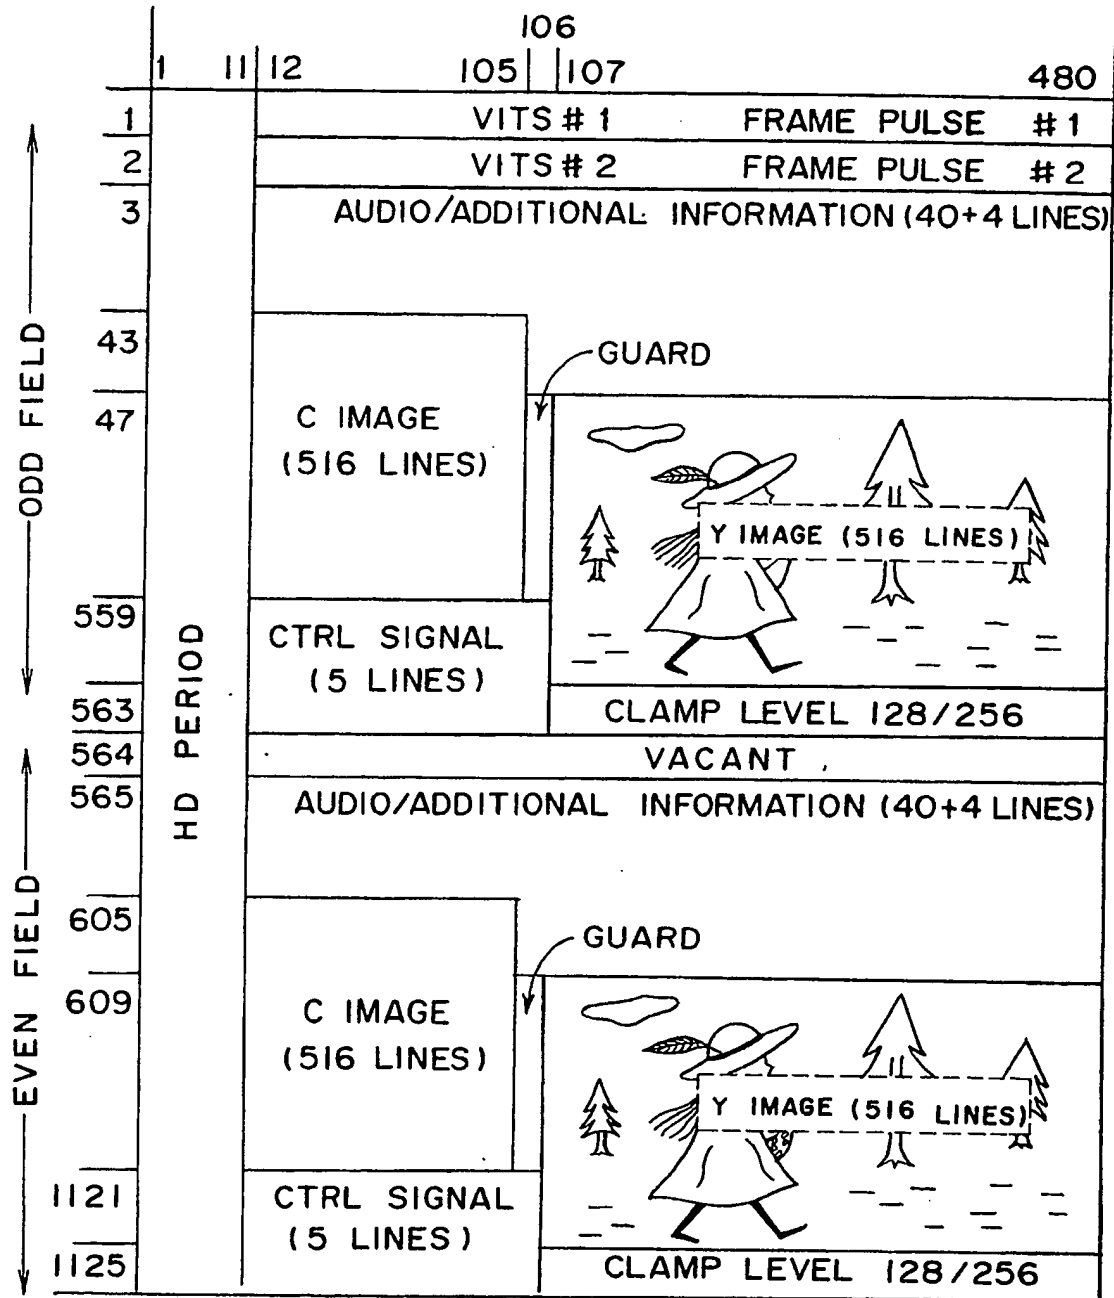 106
1 11 12 105 107 480
1 VITS # 1 FRAME PULSE # 1
2 VITS # 2 FRAME PULSE # 2
3 AUDIO/ADDITIONAL INFORMATION (40+4 LINES)
ODD FIELD
43
GUARD
47
C IMAGE
(516 LINES)
Y IMAGE (516 LINES)
559
CTRL SIGNAL
(5 LINES)
563
CLAMP LEVEL 128/256
HD PERIOD
564 VACANT
565 AUDIO/ADDITIONAL INFORMATION (40+4 LINES)
EVEN FIELD
605
GUARD
609
C IMAGE
(516 LINES)
Y IMAGE (516 LINES)
1121
CTRL SIGNAL
(5 LINES)
1125
CLAMP LEVEL 128/256